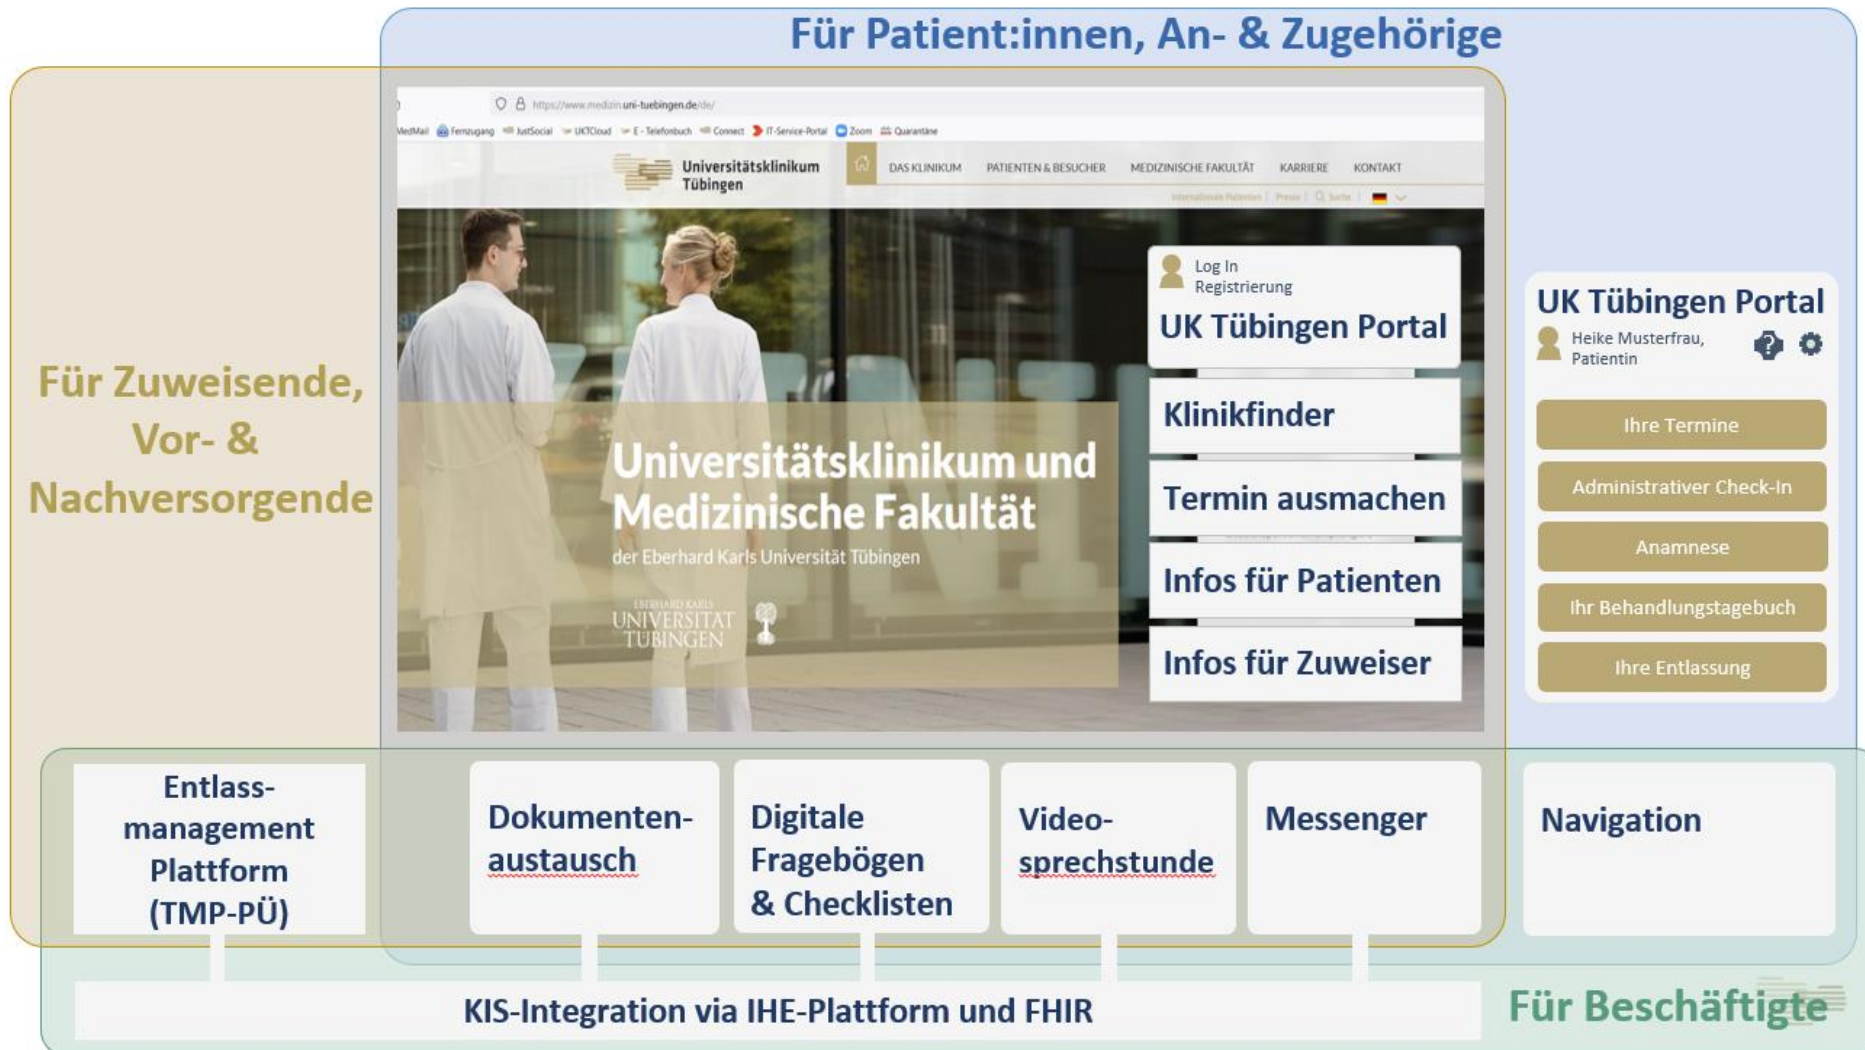 Für Patient:innen, An- & Zugehörige
https://www.medizin.uni-tuebingen.de/de/
MedMail Fernzugang JustSocial UKTCloud E - Telefonbuch Connect IT-Service-Portal Zoom Quarantäne
Universitätsklinikum
Tübingen
DAS KLINIKUM PATIENTEN & BESUCHER MEDIZINISCHE FAKULTÄT KARRIERE KONTAKT
Internationale Patienten | Presse | Suche |
Für Zuweisende,
Vor- &
Nachversorgende
Universitätsklinikum und
Medizinische Fakultät
der Eberhard Karls Universität Tübingen
EBERHARD KARLS
UNIVERSITÄT
TÜBINGEN
Log In
Registrierung
UK Tübingen Portal
Klinikfinder
Termin ausmachen
Infos für Patienten
Infos für Zuweiser
UK Tübingen Portal
Heike Musterfrau,
Patientin
Ihre Termine
Administrativer Check-In
Anamnese
Ihr Behandlungstagebuch
Ihre Entlassung
Entlass-
management
Plattform
(TMP-PÜ)
Dokumenten-
austausch
Digitale
Fragebögen
& Checklisten
Video-
sprechstunde
Messenger
Navigation
KIS-Integration via IHE-Plattform und FHIR
Für Beschäftigte